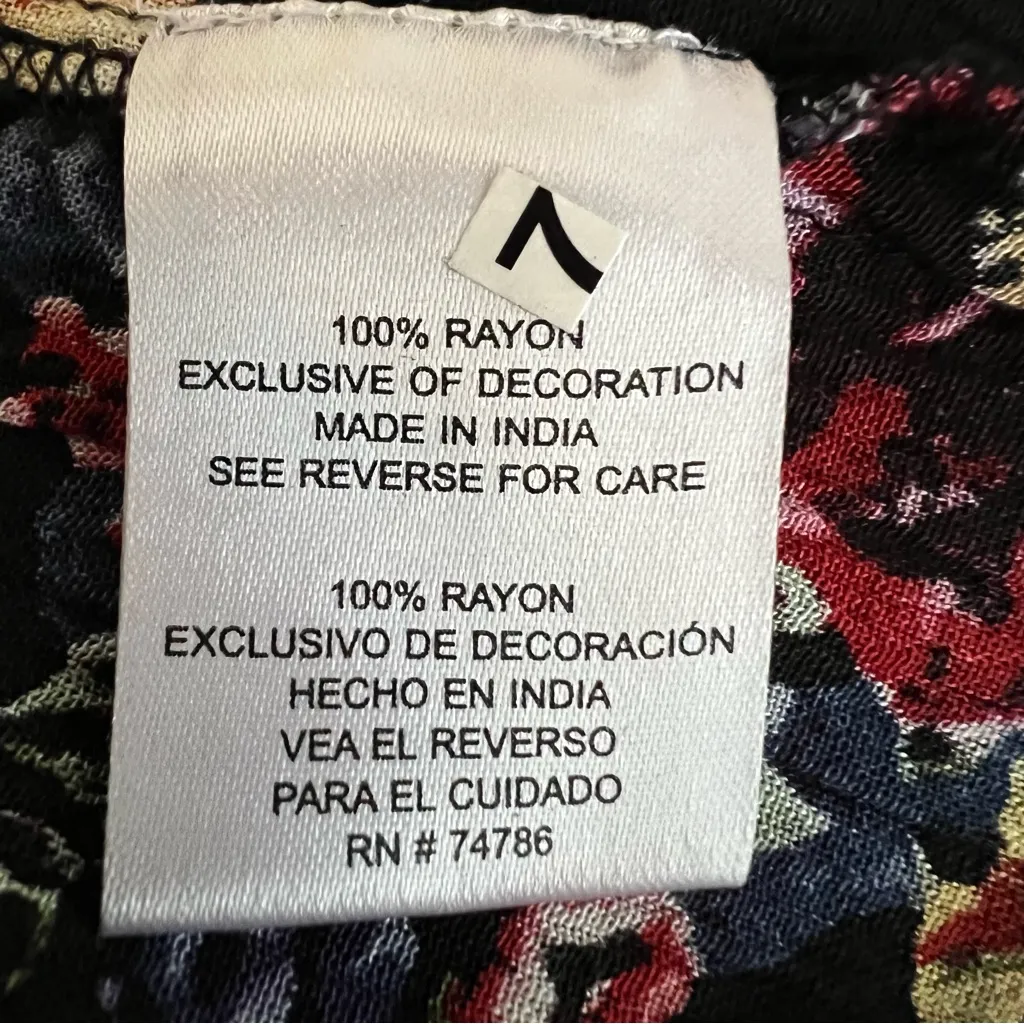 7
100% RAYON
EXCLUSIVE OF DECORATION
MADE IN INDIA
SEE REVERSE FOR CARE
100% RAYON
EXCLUSIVO DE DECORACIÓN
HECHO EN INDIA
VEA EL REVERSO
PARA EL CUIDADO
RN # 74786